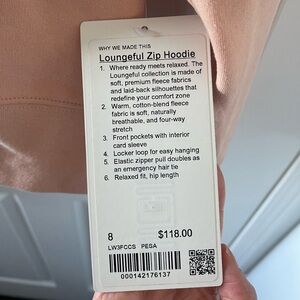 WHY WE MADE THIS
Loungeful Zip Hoodie
1. Where ready meets relaxed. The
Loungeful collection is made of
soft, premium fleece fabrics
and laid-back silhouettes that
redefine your comfort zone
2. Warm, cotton-blend fleece
fabric is soft, naturally
breathable, and four-way
stretch
3. Front pockets with interior
card sleeve
4. Locker loop for easy hanging
5. Elastic zipper pull doubles as
an emergency hair tie
6. Relaxed fit, hip length
8 $118.00
LW3FCCS PESA
000142176137